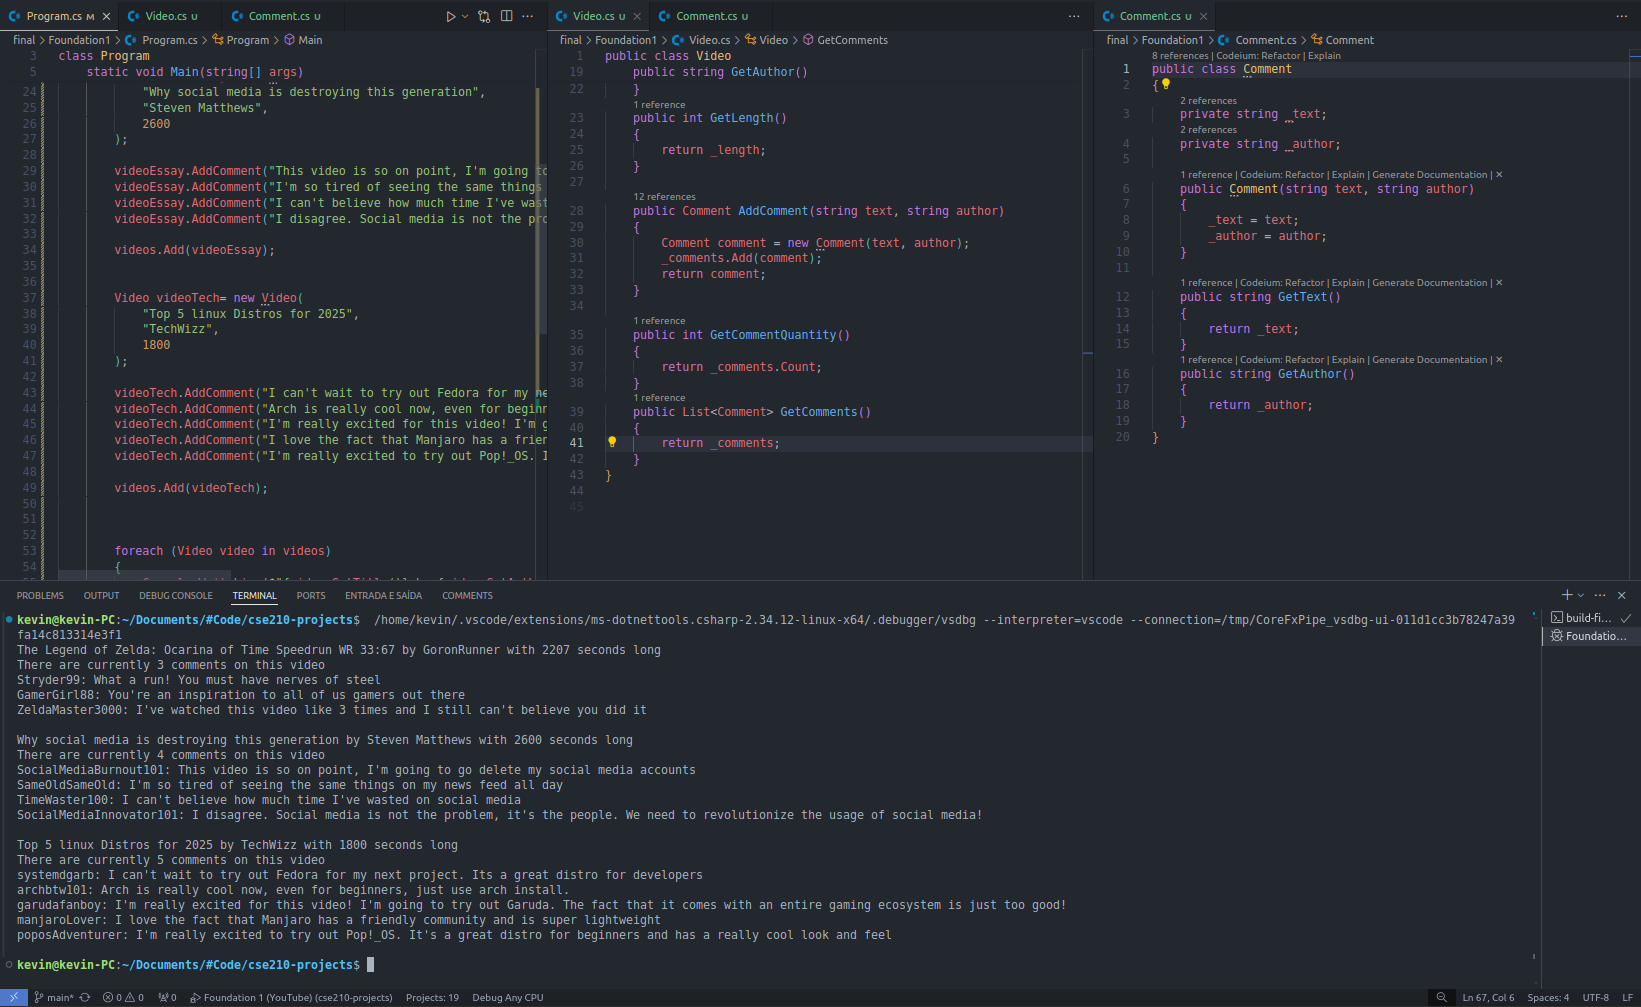 Program.cs M
Video.cs U
Comment.cs U
final > Foundation1 > Program.cs > Program > Main
3 class Program
5 static void Main(string[] args)
24 "Why social media is destroying this generation",
25 "Steven Matthews",
26 2600
27 );
28
29 videoEssay.AddComment("This video is so on point, I'm going to
30 videoEssay.AddComment("I'm so tired of seeing the same things
31 videoEssay.AddComment("I can't believe how much time I've wast
32 videoEssay.AddComment("I disagree. Social media is not the pro
33
34 videos.Add(videoEssay);
35
36
37 Video videoTech= new Video(
38 "Top 5 linux Distros for 2025",
39 "TechWizz",
40 1800
41 );
42
43 videoTech.AddComment("I can't wait to try out Fedora for my ne
44 videoTech.AddComment("Arch is really cool now, even for beginn
45 videoTech.AddComment("I'm really excited for this video! I'm g
46 videoTech.AddComment("I love the fact that Manjaro has a frien
47 videoTech.AddComment("I'm really excited to try out Pop!_OS. I
48
49 videos.Add(videoTech);
50
51
52
53 foreach (Video video in videos)
54 {
Video.cs U
Comment.cs U
final > Foundation1 > Video.cs > Video > GetComments
1 public class Video
19 public string GetAuthor()
22 }
1 reference
23 public int GetLength()
24 {
25 return _length;
26 }
27
12 references
28 public Comment AddComment(string text, string author)
29 {
30 Comment comment = new Comment(text, author);
31 _comments.Add(comment);
32 return comment;
33 }
34
1 reference
35 public int GetCommentQuantity()
36 {
37 return _comments.Count;
38 }
1 reference
39 public List<Comment> GetComments()
40 {
41 return _comments;
42 }
43 }
44
45
Comment.cs U
final > Foundation1 > Comment.cs > Comment
8 references | Codeium: Refactor | Explain
1 public class Comment
2 {
2 references
3 private string _text;
2 references
4 private string _author;
5
1 reference | Codeium: Refactor | Explain | Generate Documentation | ×
6 public Comment(string text, string author)
7 {
8 _text = text;
9 _author = author;
10 }
11
1 reference | Codeium: Refactor | Explain | Generate Documentation | ×
12 public string GetText()
13 {
14 return _text;
15 }
1 reference | Codeium: Refactor | Explain | Generate Documentation | ×
16 public string GetAuthor()
17 {
18 return _author;
19 }
20 }
PROBLEMS OUTPUT DEBUG CONSOLE TERMINAL PORTS ENTRADA E SAÍDA COMMENTS
kevin@kevin-PC:~/Documents/#Code/cse210-projects$ /home/kevin/.vscode/extensions/ms-dotnettools.csharp-2.34.12-linux-x64/.debugger/vsdbg --interpreter=vscode --connection=/tmp/CoreFxPipe_vsdbg-ui-011d1cc3b78247a39
fa14c813314e3f1
The Legend of Zelda: Ocarina of Time Speedrun WR 33:67 by GoronRunner with 2207 seconds long
There are currently 3 comments on this video
Stryder99: What a run! You must have nerves of steel
GamerGirl88: You're an inspiration to all of us gamers out there
ZeldaMaster3000: I've watched this video like 3 times and I still can't believe you did it
Why social media is destroying this generation by Steven Matthews with 2600 seconds long
There are currently 4 comments on this video
SocialMediaBurnout101: This video is so on point, I'm going to go delete my social media accounts
SameOldSameOld: I'm so tired of seeing the same things on my news feed all day
TimeWaster100: I can't believe how much time I've wasted on social media
SocialMediaInnovator101: I disagree. Social media is not the problem, it's the people. We need to revolutionize the usage of social media!
Top 5 linux Distros for 2025 by TechWizz with 1800 seconds long
There are currently 5 comments on this video
systemdgarb: I can't wait to try out Fedora for my next project. Its a great distro for developers
archbtw101: Arch is really cool now, even for beginners, just use arch install.
garudafanboy: I'm really excited for this video! I'm going to try out Garuda. The fact that it comes with an entire gaming ecosystem is just too good!
manjaroLover: I love the fact that Manjaro has a friendly community and is super lightweight
poposAdventurer: I'm really excited to try out Pop!_OS. It's a great distro for beginners and has a really cool look and feel
kevin@kevin-PC:~/Documents/#Code/cse210-projects$
build-fi...
Foundatio...
main* 0 0 0 Foundation 1 (YouTube) (cse210-projects) Projects: 19 Debug Any CPU Ln 67, Col 6 Spaces: 4 UTF-8 LF